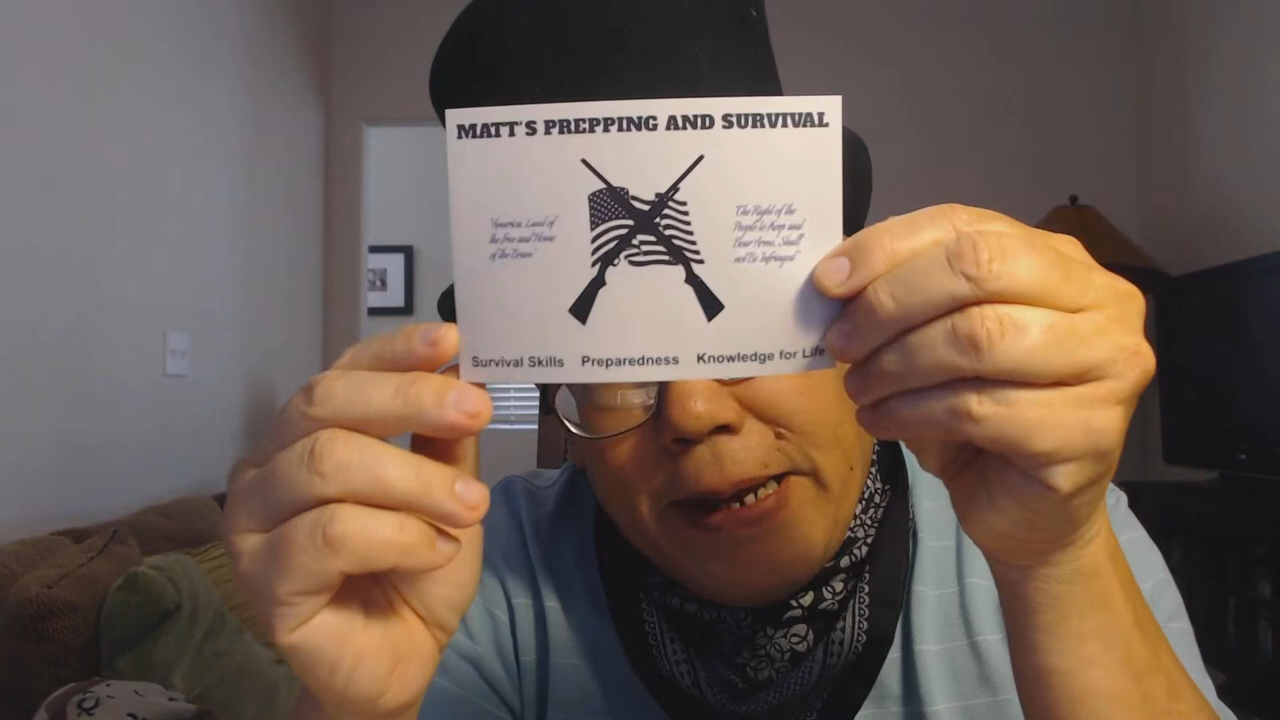 MATT'S PREPPING AND SURVIVAL
"America, Land of
the Free and Home
of the Brave"
"The Right of the
People to Keep and
Bear Arms, Shall
not Be Infringed"
Survival Skills Preparedness Knowledge for Life